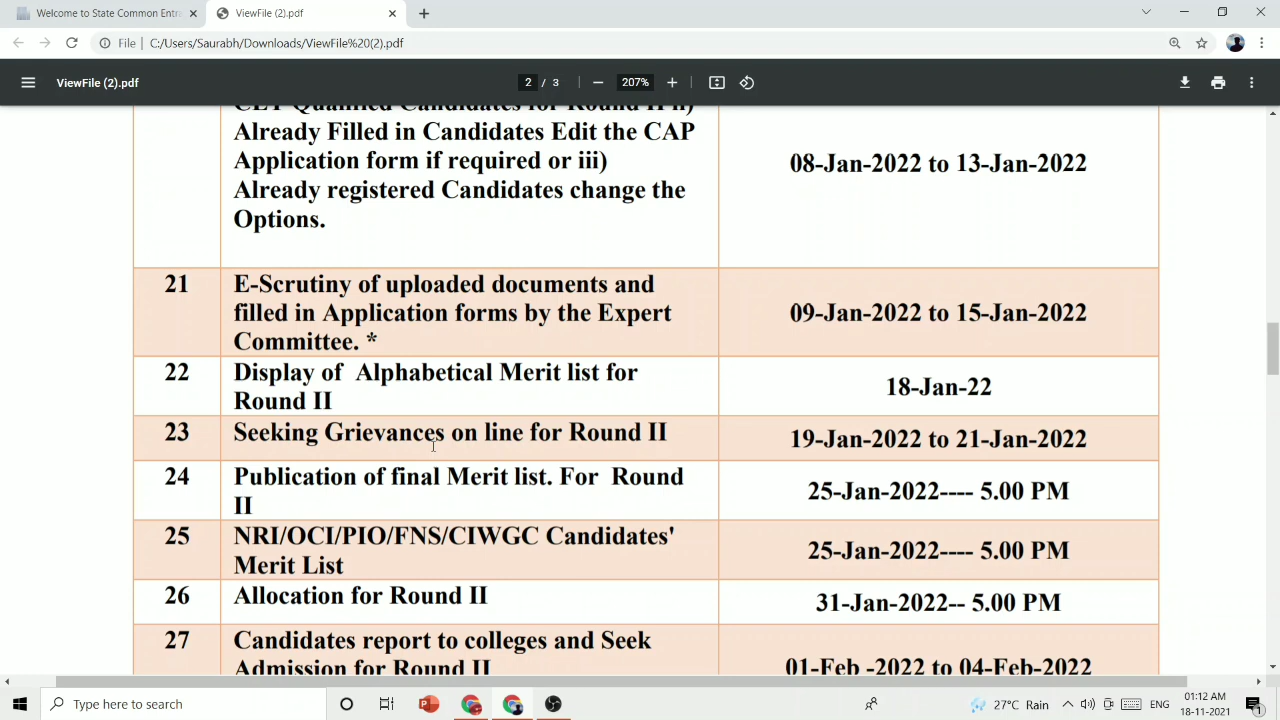 Welcome to State Common Entr
ViewFile (2).pdf
File | C:/Users/Saurabh/Downloads/ViewFile%20(2).pdf
ViewFile (2).pdf
2 / 3
207%
CET Qualified Candidates for Round II ii)
Already Filled in Candidates Edit the CAP
Application form if required or iii)
Already registered Candidates change the
Options.
08-Jan-2022 to 13-Jan-2022
21
E-Scrutiny of uploaded documents and
filled in Application forms by the Expert
Committee. *
09-Jan-2022 to 15-Jan-2022
22
Display of Alphabetical Merit list for
Round II
18-Jan-22
23
Seeking Grievances on line for Round II
19-Jan-2022 to 21-Jan-2022
24
Publication of final Merit list. For Round
II
25-Jan-2022---- 5.00 PM
25
NRI/OCI/PIO/FNS/CIWGC Candidates'
Merit List
25-Jan-2022---- 5.00 PM
26
Allocation for Round II
31-Jan-2022-- 5.00 PM
27
Candidates report to colleges and Seek
Admission for Round II
01-Feb -2022 to 04-Feb-2022
Type here to search
27°C Rain
ENG
01:12 AM
18-11-2021
1